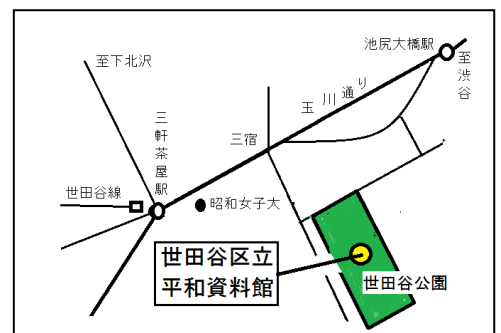 池尻大橋駅
至渋谷
至下北沢
玉川通り
三軒茶屋駅
三宿
世田谷線
昭和女子大
世田谷区立
平和資料館
世田谷公園